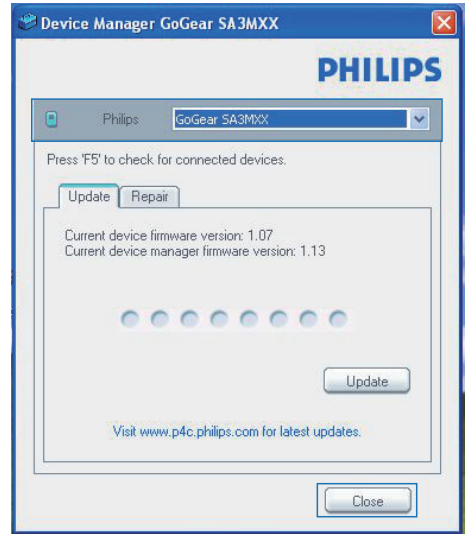 Device Manager GoGear SA3MXX
PHILIPS
Philips GoGear SA3MXX
Press 'F5' to check for connected devices.
Update Repair
Current device firmware version: 1.07
Current device manager firmware version: 1.13
Update
Visit www.p4c.philips.com for latest updates.
Close